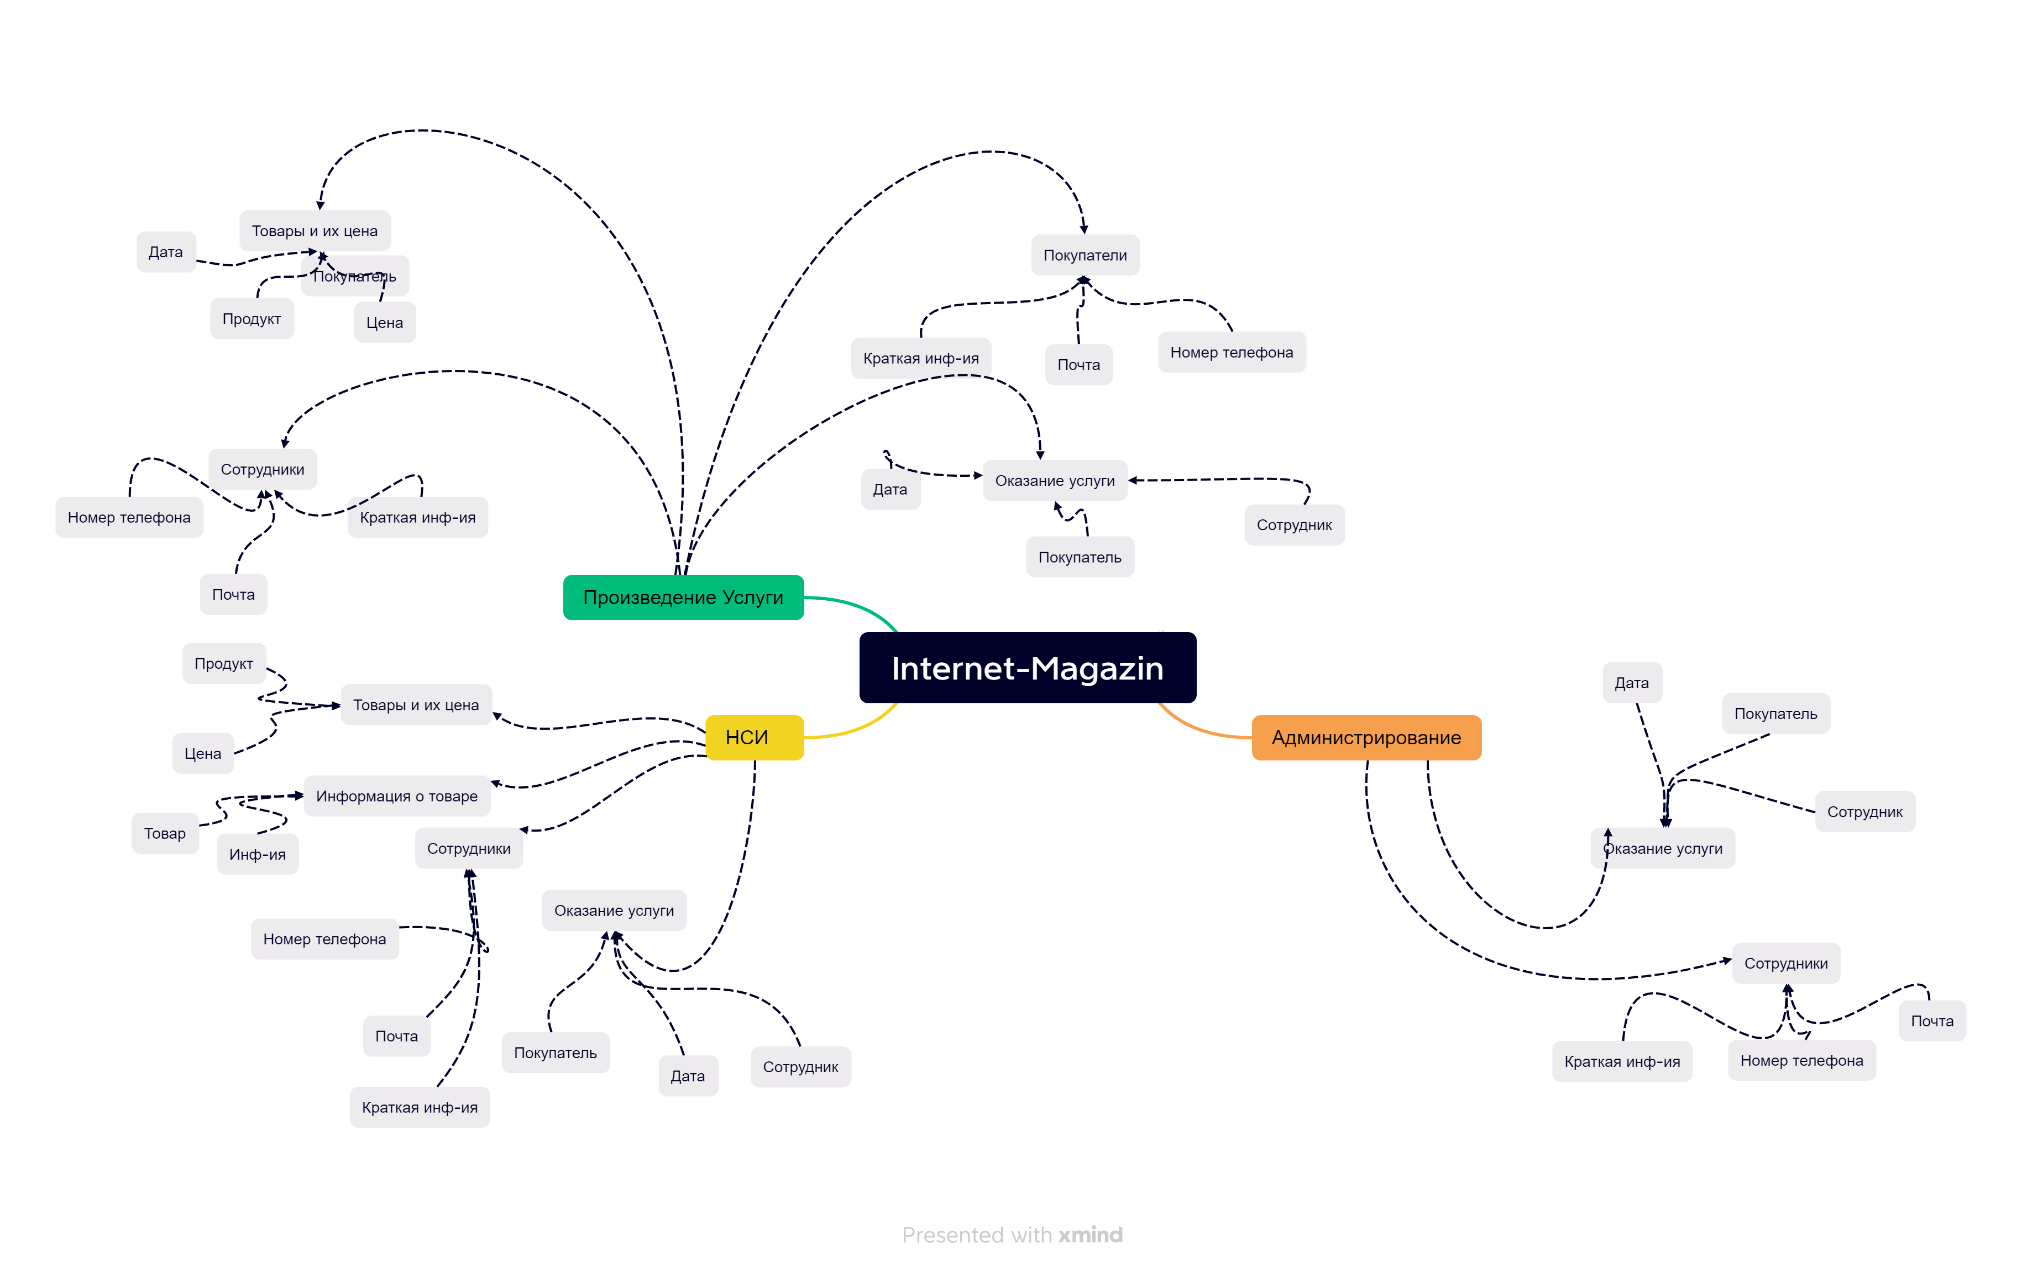 Товары и их цена
Дата
Покупатель
Продукт
Цена
Покупатели
Краткая инф-ия
Почта
Номер телефона
Сотрудники
Номер телефона
Краткая инф-ия
Почта
Оказание услуги
Дата
Сотрудник
Покупатель
Произведение Услуги
Internet-Magazin
НСИ
Администрирование
Продукт
Товары и их цена
Цена
Информация о товаре
Товар
Инф-ия
Сотрудники
Номер телефона
Почта
Краткая инф-ия
Оказание услуги
Покупатель
Дата
Сотрудник
Дата
Покупатель
Сотрудник
Оказание услуги
Сотрудники
Краткая инф-ия
Номер телефона
Почта
Presented with xmind